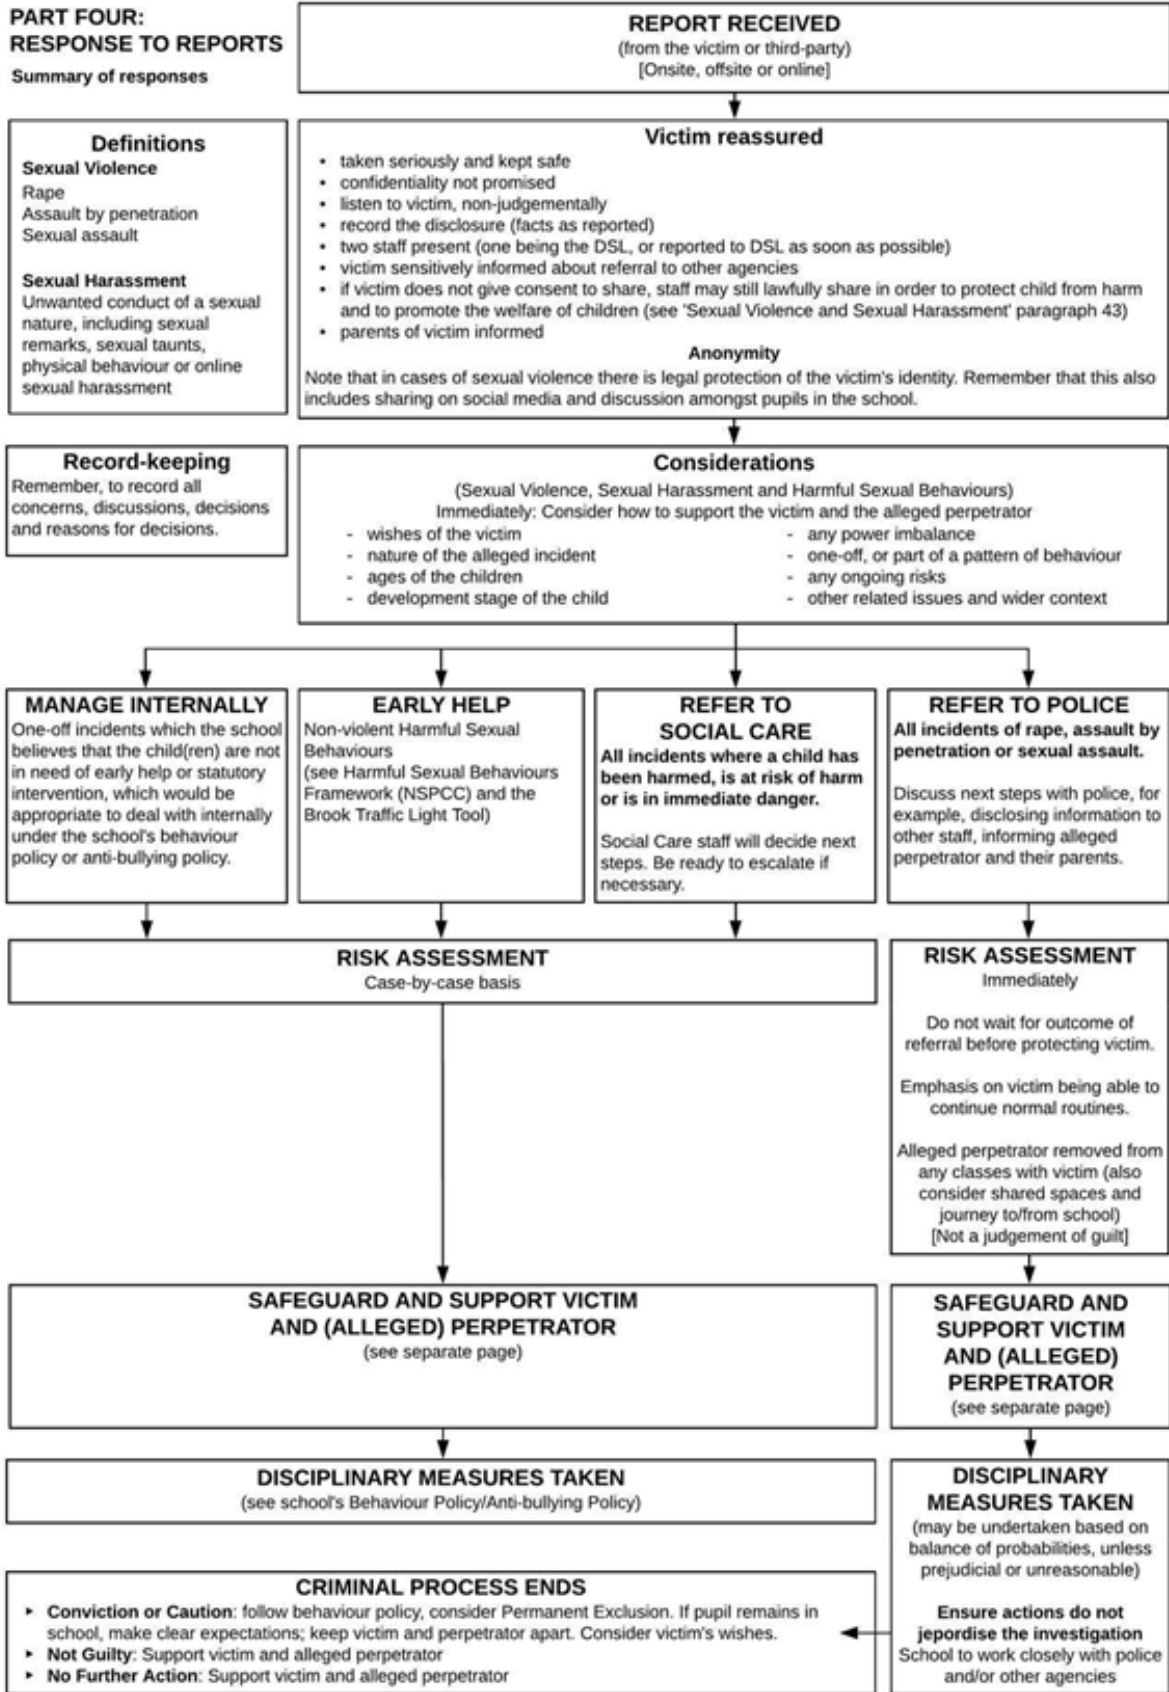 PART FOUR:
RESPONSE TO REPORTS
Summary of responses
REPORT RECEIVED
(from the victim or third-party)
[Onsite, offsite or online]
Definitions
Sexual Violence
Rape
Assault by penetration
Sexual assault
Sexual Harassment
Unwanted conduct of a sexual
nature, including sexual
remarks, sexual taunts,
physical behaviour or online
sexual harassment
Victim reassured
• taken seriously and kept safe
• confidentiality not promised
• listen to victim, non-judgementally
• record the disclosure (facts as reported)
• two staff present (one being the DSL, or reported to DSL as soon as possible)
• victim sensitively informed about referral to other agencies
• if victim does not give consent to share, staff may still lawfully share in order to protect child from harm
and to promote the welfare of children (see 'Sexual Violence and Sexual Harassment' paragraph 43)
• parents of victim informed
Anonymity
Note that in cases of sexual violence there is legal protection of the victim's identity. Remember that this also
includes sharing on social media and discussion amongst pupils in the school.
Record-keeping
Remember, to record all
concerns, discussions, decisions
and reasons for decisions.
Considerations
(Sexual Violence, Sexual Harassment and Harmful Sexual Behaviours)
Immediately: Consider how to support the victim and the alleged perpetrator
- wishes of the victim
- nature of the alleged incident
- ages of the children
- development stage of the child
- any power imbalance
- one-off, or part of a pattern of behaviour
- any ongoing risks
- other related issues and wider context
MANAGE INTERNALLY
One-off incidents which the school
believes that the child(ren) are not
in need of early help or statutory
intervention, which would be
appropriate to deal with internally
under the school's behaviour
policy or anti-bullying policy.
EARLY HELP
Non-violent Harmful Sexual
Behaviours
(see Harmful Sexual Behaviours
Framework (NSPCC) and the
Brook Traffic Light Tool)
REFER TO
SOCIAL CARE
All incidents where a child has
been harmed, is at risk of harm
or is in immediate danger.
Social Care staff will decide next
steps. Be ready to escalate if
necessary.
REFER TO POLICE
All incidents of rape, assault by
penetration or sexual assault.
Discuss next steps with police, for
example, disclosing information to
other staff, informing alleged
perpetrator and their parents.
RISK ASSESSMENT
Case-by-case basis
RISK ASSESSMENT
Immediately
Do not wait for outcome of
referral before protecting victim.
Emphasis on victim being able to
continue normal routines.
Alleged perpetrator removed from
any classes with victim (also
consider shared spaces and
journey to/from school)
[Not a judgement of guilt]
SAFEGUARD AND SUPPORT VICTIM
AND (ALLEGED) PERPETRATOR
(see separate page)
SAFEGUARD AND
SUPPORT VICTIM
AND (ALLEGED)
PERPETRATOR
(see separate page)
DISCIPLINARY MEASURES TAKEN
(see school's Behaviour Policy/Anti-bullying Policy)
DISCIPLINARY
MEASURES TAKEN
(may be undertaken based on
balance of probabilities, unless
prejudicial or unreasonable)
Ensure actions do not
jepordise the investigation
School to work closely with police
and/or other agencies
CRIMINAL PROCESS ENDS
▸ Conviction or Caution: follow behaviour policy, consider Permanent Exclusion. If pupil remains in
school, make clear expectations; keep victim and perpetrator apart. Consider victim's wishes.
▸ Not Guilty: Support victim and alleged perpetrator
▸ No Further Action: Support victim and alleged perpetrator